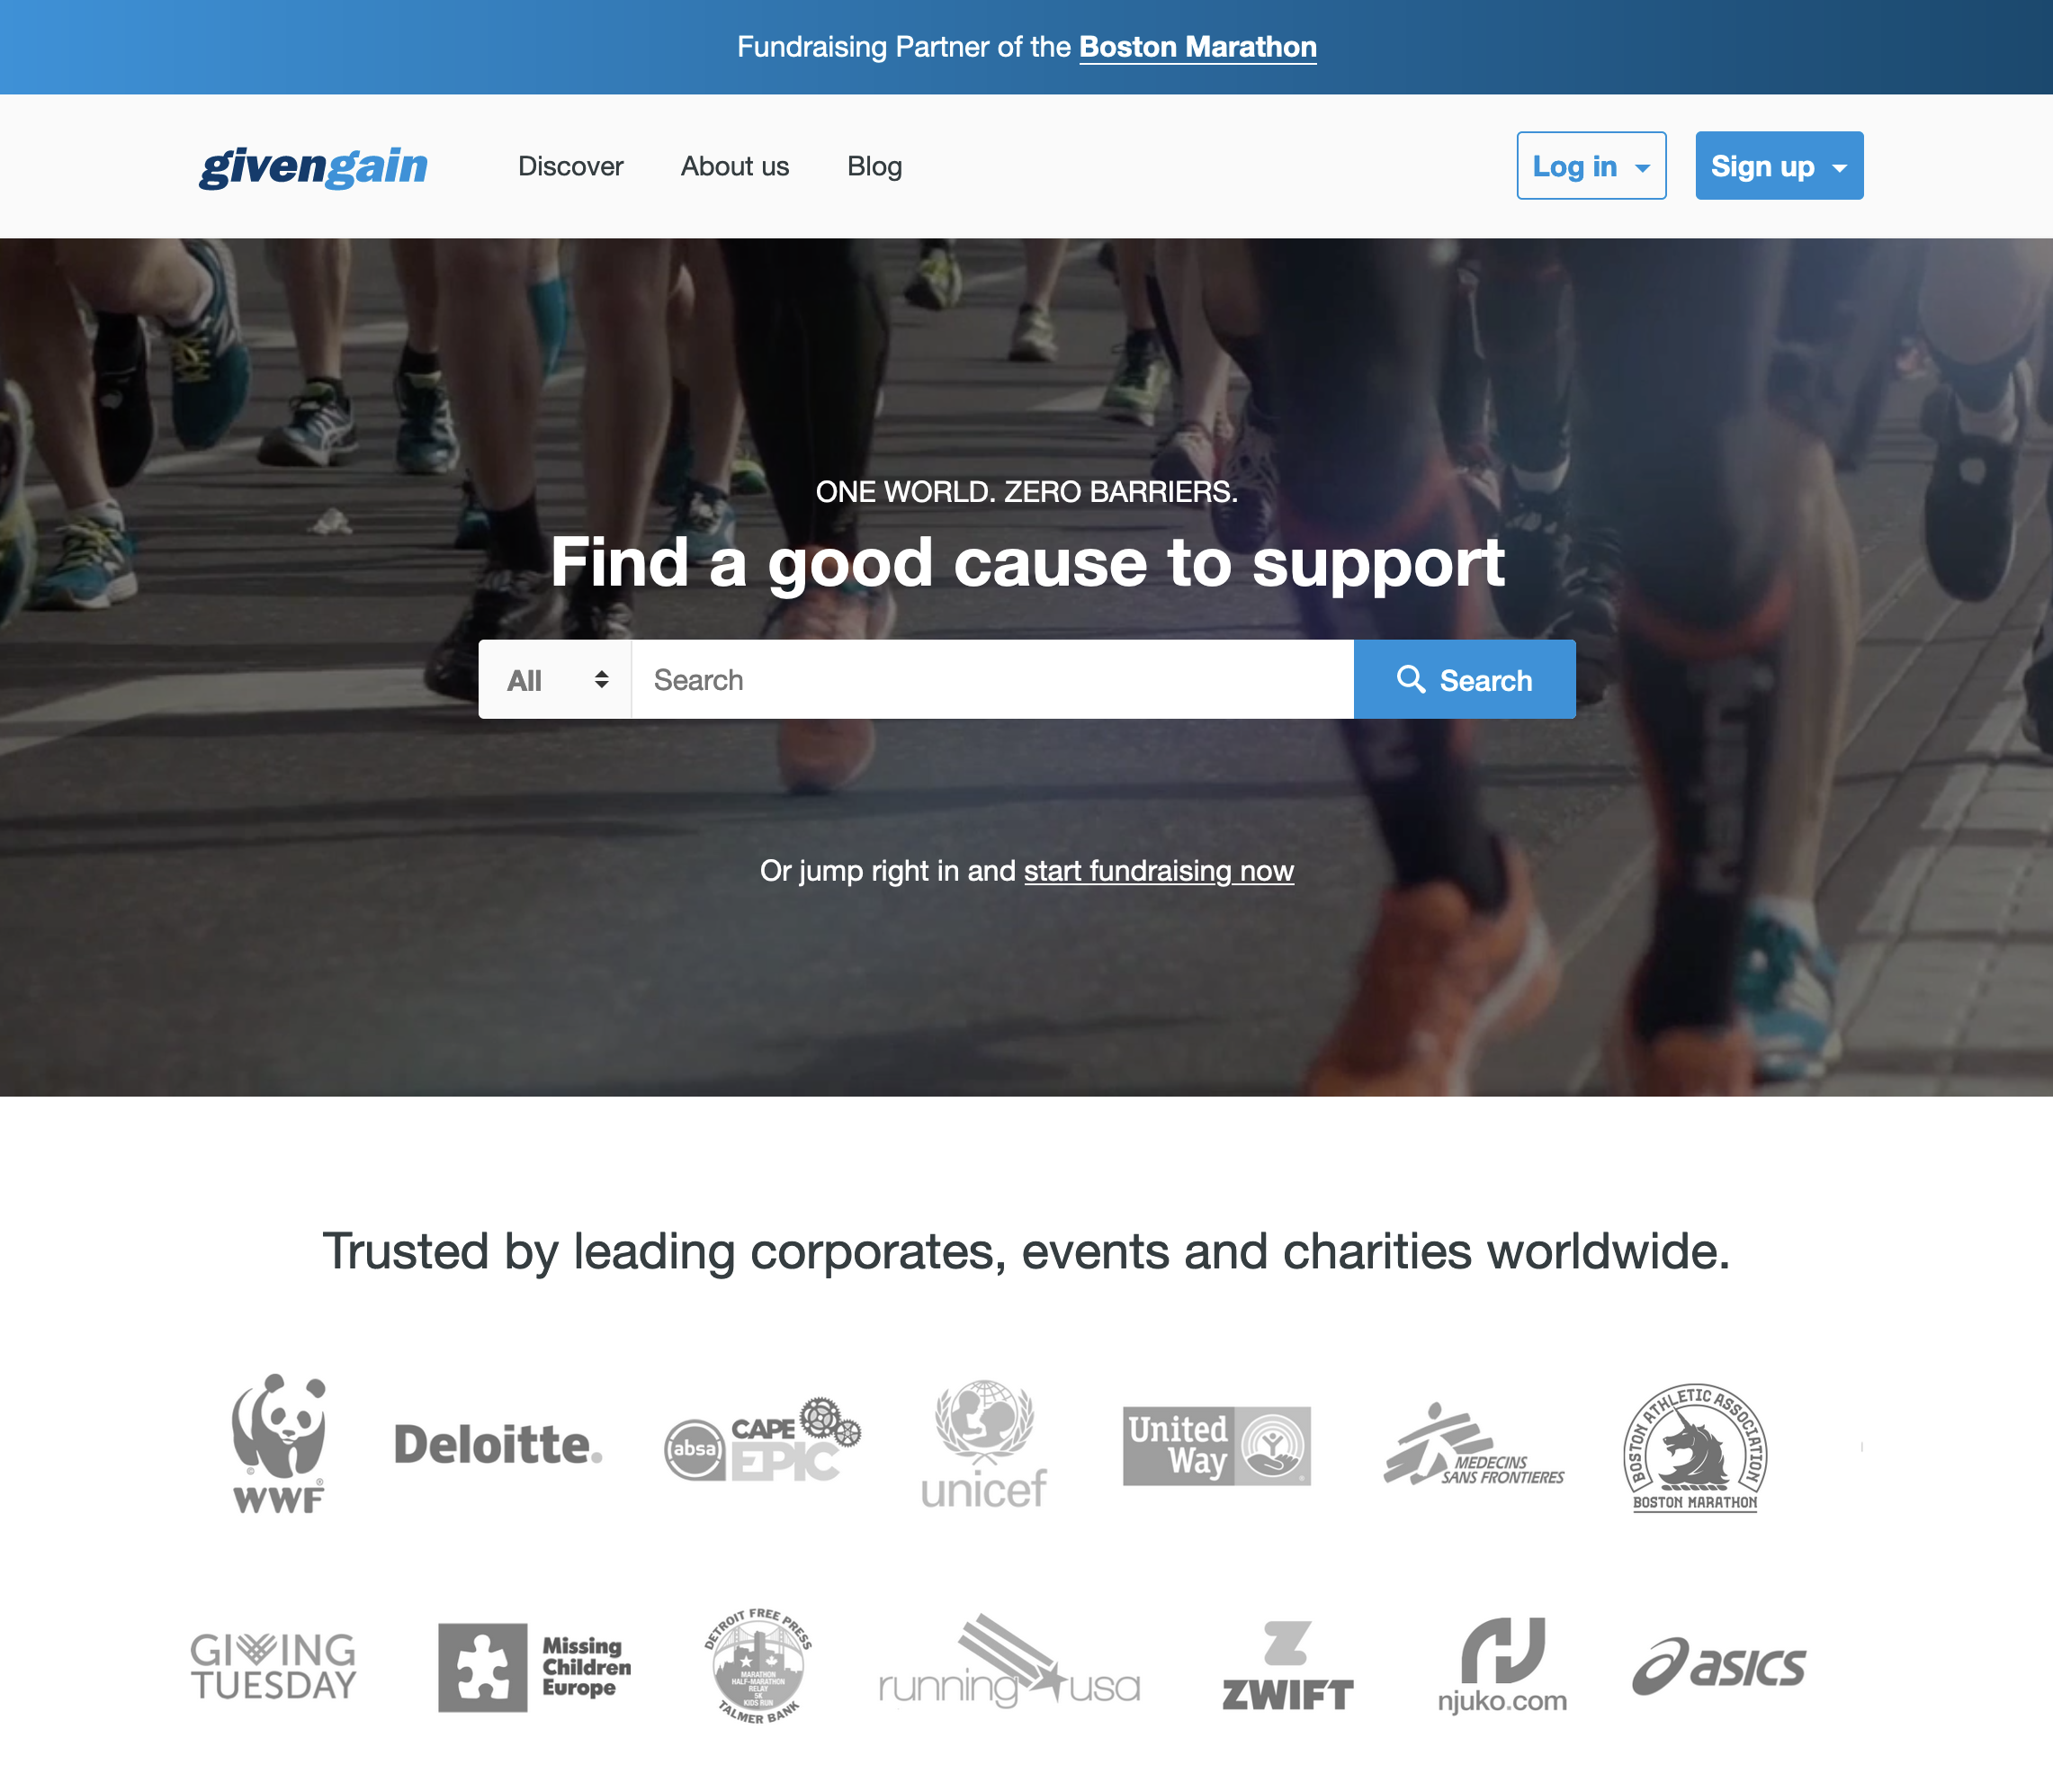 Fundraising Partner of the Boston Marathon
givengain
Discover
About us
Blog
Log in
Sign up
ONE WORLD. ZERO BARRIERS.
Find a good cause to support
All
Search
Search
Or jump right in and start fundraising now
Trusted by leading corporates, events and charities worldwide.
©
WWF
®
Deloitte.
absa
CAPE
EPIC
unicef
United
Way
MEDECINS
SANS FRONTIERES
BOSTON ATHLETIC ASSOCIATION
BOSTON MARATHON
GIVING
TUESDAY
Missing
Children
Europe
DETROIT FREE PRESS
MARATHON
HALF-MARATHON
RELAY
5K
KIDS RUN
TALMER BANK
running usa
Z
ZWIFT
njuko.com
asics